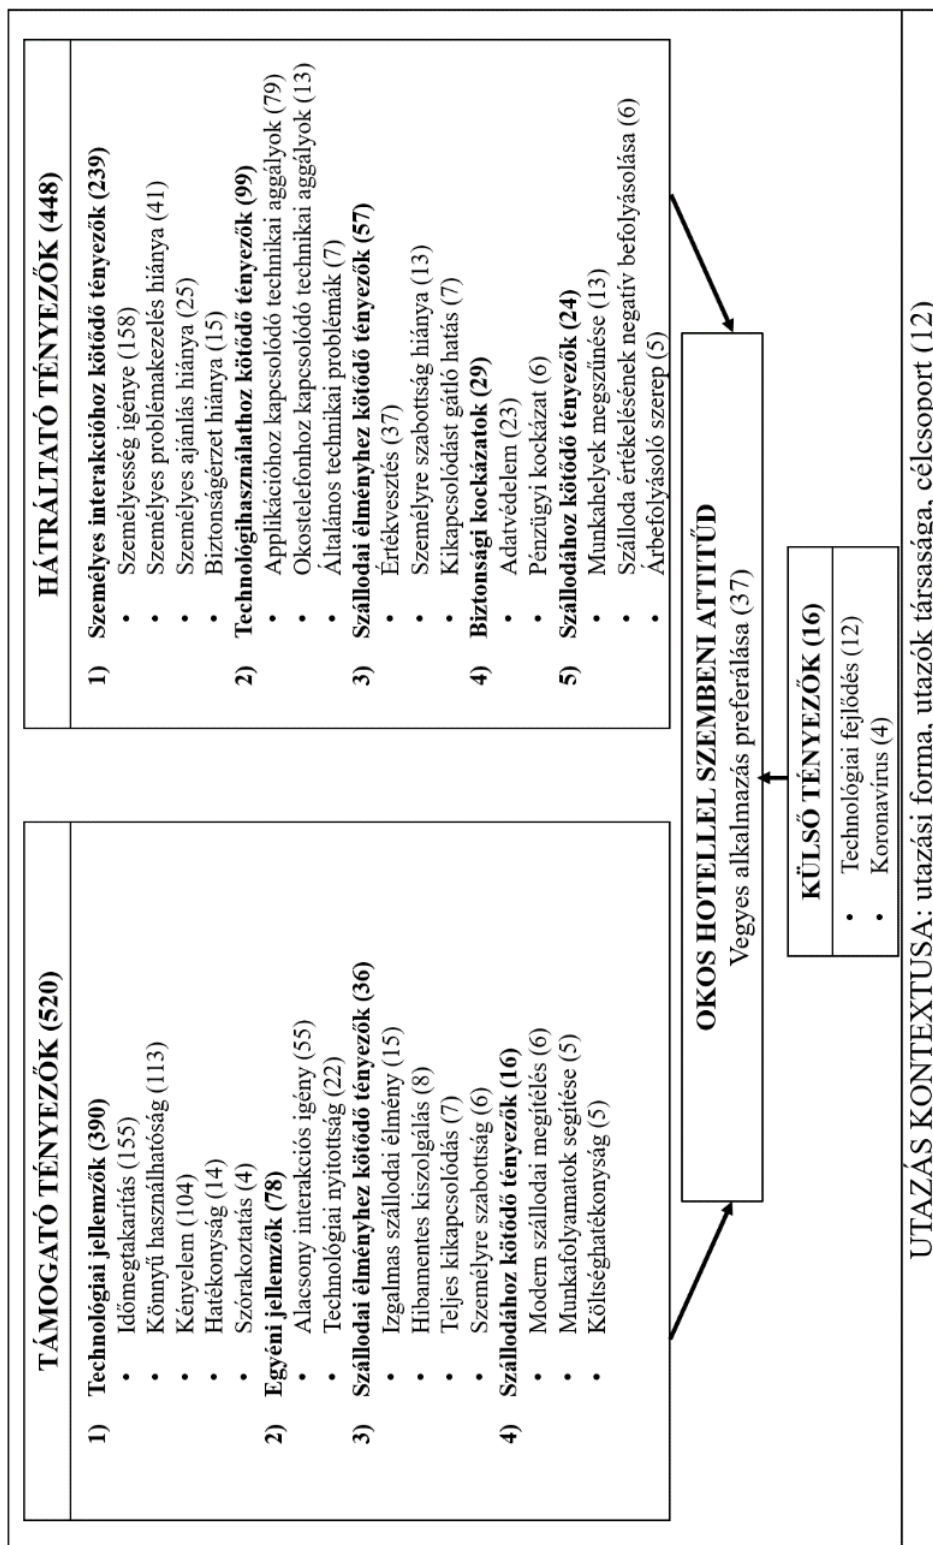 TÁMOGATÓ TÉNYEZŐK (520)
1) Technológiai jellemzők (390)
• Időmegtakarítás (155)
• Könnyű használhatóság (113)
• Kényelem (104)
• Hatékonyság (14)
• Szórakoztatás (4)
2) Egyéni jellemzők (78)
• Alacsony interakciós igény (55)
• Technológiai nyitottság (22)
3) Szállodai élményhez kötődő tényezők (36)
• Izgalmas szállodai élmény (15)
• Hibamentes kiszolgálás (8)
• Teljes kikapcsolódás (7)
• Személyre szabottság (6)
4) Szállodához kötődő tényezők (16)
• Modern szállodai megítélés (6)
• Munkafolyamatok segítése (5)
• Költséghatékonyság (5)
HÁTRÁLTATÓ TÉNYEZŐK (448)
1) Személyes interakcióhoz kötődő tényezők (239)
• Személyesség igénye (158)
• Személyes problémakezelés hiánya (41)
• Személyes ajánlás hiánya (25)
• Biztonságérzet hiánya (15)
2) Technológihasználathoz kötődő tényezők (99)
• Applikációhoz kapcsolódó technikai aggályok (79)
• Okostelefonhoz kapcsolódó technikai aggályok (13)
• Általános technikai problémák (7)
3) Szállodai élményhez kötődő tényezők (57)
• Értékvesztés (37)
• Személyre szabottság hiánya (13)
• Kikapcsolódást gátló hatás (7)
4) Biztonsági kockázatok (29)
• Adatvédelem (23)
• Pénzügyi kockázat (6)
5) Szállodához kötődő tényezők (24)
• Munkahelyek megszűnése (13)
• Szálloda értékelésének negatív befolyásolása (6)
• Árbefolyásoló szerep (5)
OKOS HOTELLEL SZEMBENI ATTITŰD
Vegyes alkalmazás preferálása (37)
KÜLSŐ TÉNYEZŐK (16)
• Technológiai fejlődés (12)
• Koronavírus (4)
UTAZÁS KONTEXTUSA: utazási forma, utazók társasága, célcsoport (12)